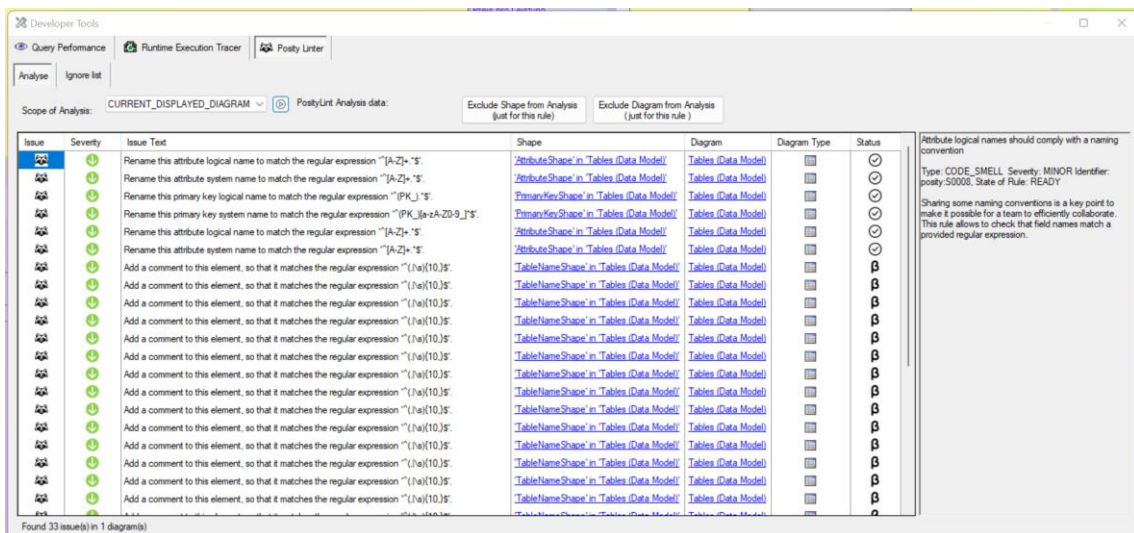 Developer Tools
Query Performance Runtime Execution Tracer Posity Linter
Analyse Ignore list
Scope of Analysis: CURRENT_DISPLAYED_DIAGRAM PosityLint Analysis data: Exclude Shape from Analysis (just for this rule) Exclude Diagram from Analysis (just for this rule )
Issue Severity Issue Text Shape Diagram Diagram Type Status
Rename this attribute logical name to match the regular expression "^[A-Z]+.*$". 'AttributeShape' in 'Tables (Data Model)' Tables (Data Model)
Rename this attribute system name to match the regular expression "^[A-Z]+.*$". 'AttributeShape' in 'Tables (Data Model)' Tables (Data Model)
Rename this primary key logical name to match the regular expression "^(PK_).*$". 'PrimaryKeyShape' in 'Tables (Data Model)' Tables (Data Model)
Rename this primary key system name to match the regular expression "^(PK_)[a-zA-Z0-9_]*$". 'PrimaryKeyShape' in 'Tables (Data Model)' Tables (Data Model)
Rename this attribute logical name to match the regular expression "^[A-Z]+.*$". 'AttributeShape' in 'Tables (Data Model)' Tables (Data Model)
Rename this attribute system name to match the regular expression "^[A-Z]+.*$". 'AttributeShape' in 'Tables (Data Model)' Tables (Data Model)
Add a comment to this element, so that it matches the regular expression "^(.|\s){10,}$". 'TableNameShape' in 'Tables (Data Model)' Tables (Data Model) β
Add a comment to this element, so that it matches the regular expression "^(.|\s){10,}$". 'TableNameShape' in 'Tables (Data Model)' Tables (Data Model) β
Add a comment to this element, so that it matches the regular expression "^(.|\s){10,}$". 'TableNameShape' in 'Tables (Data Model)' Tables (Data Model) β
Add a comment to this element, so that it matches the regular expression "^(.|\s){10,}$". 'TableNameShape' in 'Tables (Data Model)' Tables (Data Model) β
Add a comment to this element, so that it matches the regular expression "^(.|\s){10,}$". 'TableNameShape' in 'Tables (Data Model)' Tables (Data Model) β
Add a comment to this element, so that it matches the regular expression "^(.|\s){10,}$". 'TableNameShape' in 'Tables (Data Model)' Tables (Data Model) β
Add a comment to this element, so that it matches the regular expression "^(.|\s){10,}$". 'TableNameShape' in 'Tables (Data Model)' Tables (Data Model) β
Add a comment to this element, so that it matches the regular expression "^(.|\s){10,}$". 'TableNameShape' in 'Tables (Data Model)' Tables (Data Model) β
Add a comment to this element, so that it matches the regular expression "^(.|\s){10,}$". 'TableNameShape' in 'Tables (Data Model)' Tables (Data Model) β
Add a comment to this element, so that it matches the regular expression "^(.|\s){10,}$". 'TableNameShape' in 'Tables (Data Model)' Tables (Data Model) β
Add a comment to this element, so that it matches the regular expression "^(.|\s){10,}$". 'TableNameShape' in 'Tables (Data Model)' Tables (Data Model) β
Add a comment to this element, so that it matches the regular expression "^(.|\s){10,}$". 'TableNameShape' in 'Tables (Data Model)' Tables (Data Model) β
Add a comment to this element, so that it matches the regular expression "^(.|\s){10,}$". 'TableNameShape' in 'Tables (Data Model)' Tables (Data Model) β
Add a comment to this element, so that it matches the regular expression "^(.|\s){10,}$". 'TableNameShape' in 'Tables (Data Model)' Tables (Data Model) β
Attribute logical names should comply with a naming
convention
Type: CODE_SMELL Severity: MINOR Identifier:
posity:S0008, State of Rule: READY
Sharing some naming conventions is a key point to
make it possible for a team to efficiently collaborate.
This rule allows to check that field names match a
provided regular expression.
Found 33 issue(s) in 1 diagram(s)